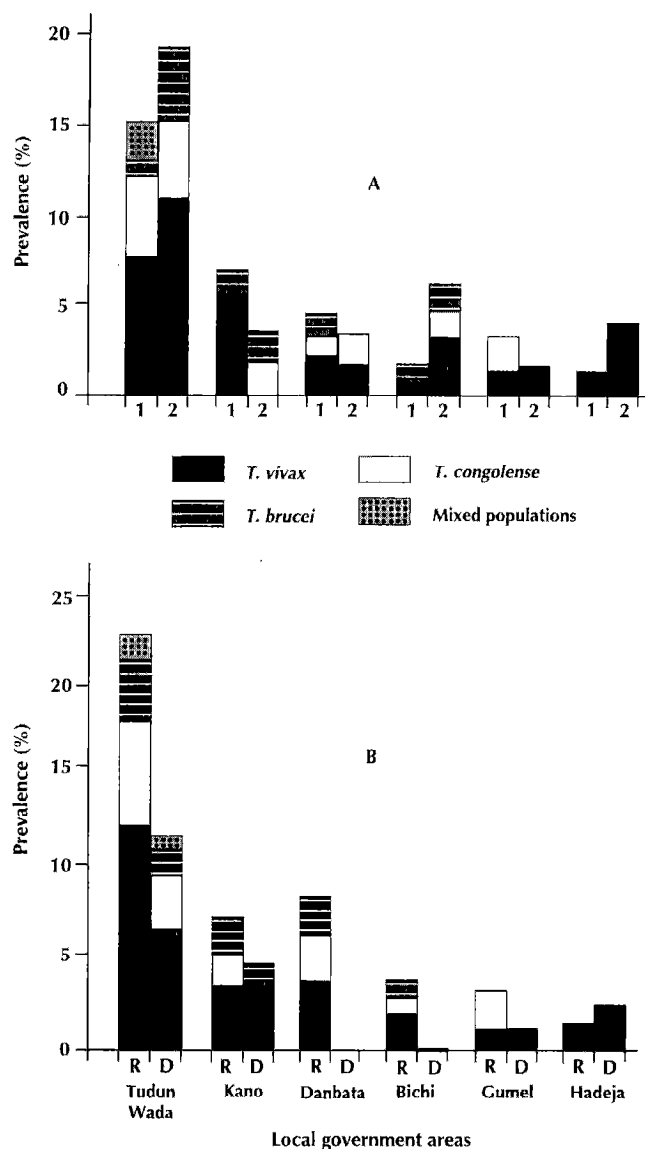 20
15
10
5
0
Prevalence (%)
A
1 2 1 2 1 2 1 2 1 2 1 2
T. vivax T. congolense
T. brucei Mixed populations
25
20
15
10
5
0
Prevalence (%)
B
R D R D R D R D R D R D
Tudun Wada Kano Danbata Bichi Gumel Hadeja
Local government areas